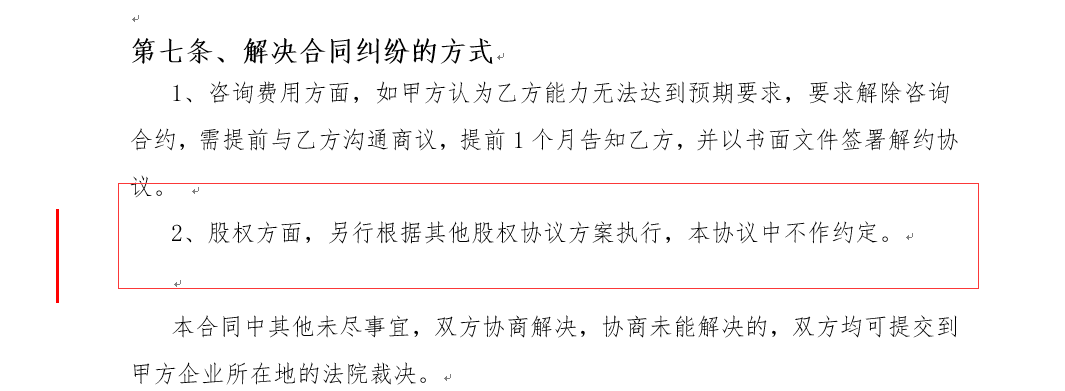 第七条、解决合同纠纷的方式
1、咨询费用方面，如甲方认为乙方能力无法达到预期要求，要求解除咨询
合约，需提前与乙方沟通商议，提前1个月告知乙方，并以书面文件签署解约协
议。
2、股权方面，另行根据其他股权协议方案执行，本协议中不作约定。
本合同中其他未尽事宜，双方协商解决，协商未能解决的，双方均可提交到
甲方企业所在地的法院裁决。